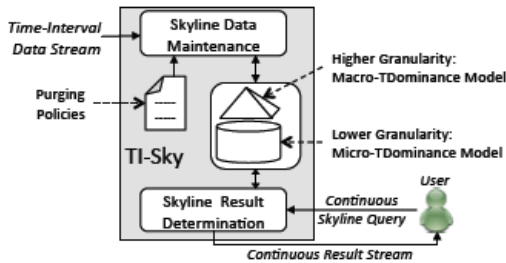 Time-Interval
Data Stream
Skyline Data
Maintenance
Higher Granularity:
Macro-TDominance Model
Purging
Policies
Lower Granularity:
Micro-TDominance Model
TI-Sky
Skyline Result
Determination
Continuous
Skyline Query
User
Continuous Result Stream